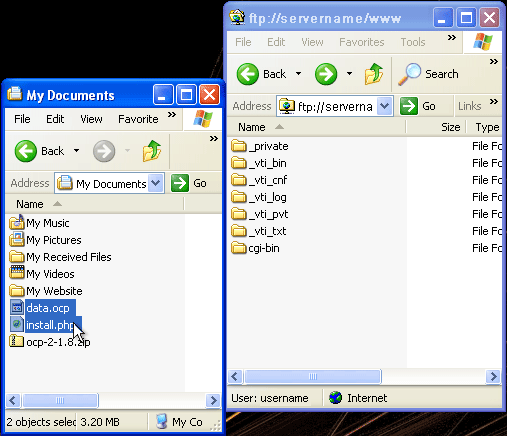 My Documents
File Edit View Favorite »
Back »
Address My Documents Go
Name
My Music
My Pictures
My Received Files
My Videos
My Website
data.ocp
install.php
ocp-2-1.8.zip
2 objects selec 3.20 MB My Co
ftp://servername/www
File Edit View Favorites Tools »
Back Search »
Address ftp://serverna Go Links »
Name Size Type
_private File Fo
_vti_bin File Fo
_vti_cnf File Fo
_vti_log File Fo
_vti_pvt File Fo
_vti_txt File Fo
cgi-bin File Fo
User: username Internet